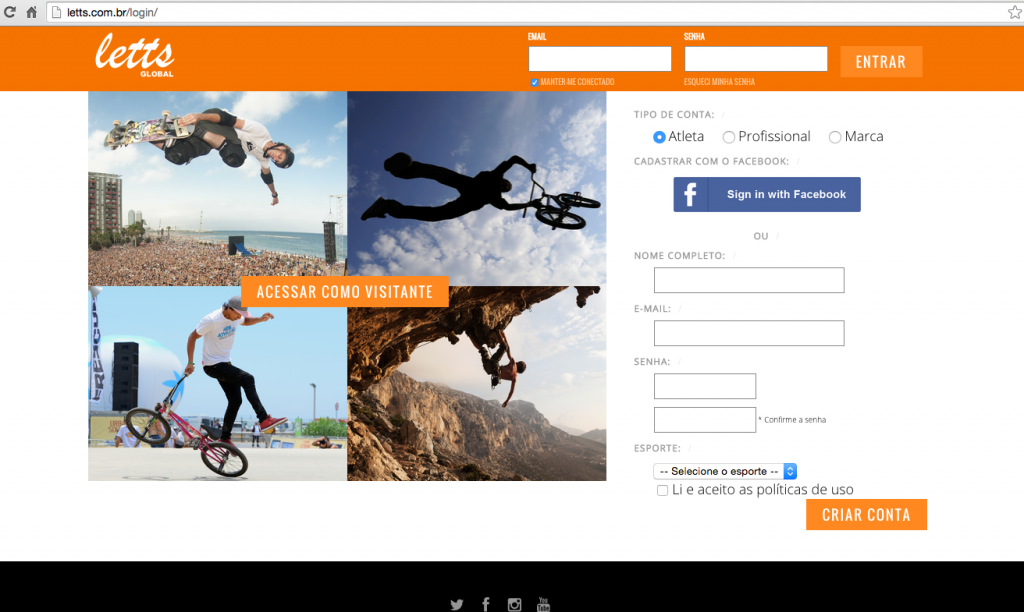 letts.com.br/login/
letts
GLOBAL
EMAIL
SENHA
ENTRAR
MANTER-ME CONECTADO
ESQUECI MINHA SENHA
ACESSAR COMO VISITANTE
TIPO DE CONTA: /
Atleta Profissional Marca
CADASTRAR COM O FACEBOOK: /
f Sign in with Facebook
OU /
NOME COMPLETO: /
E-MAIL: /
SENHA: /
* Confirme a senha
ESPORTE: /
-- Selecione o esporte --
Li e aceito as políticas de uso
CRIAR CONTA
You Tube